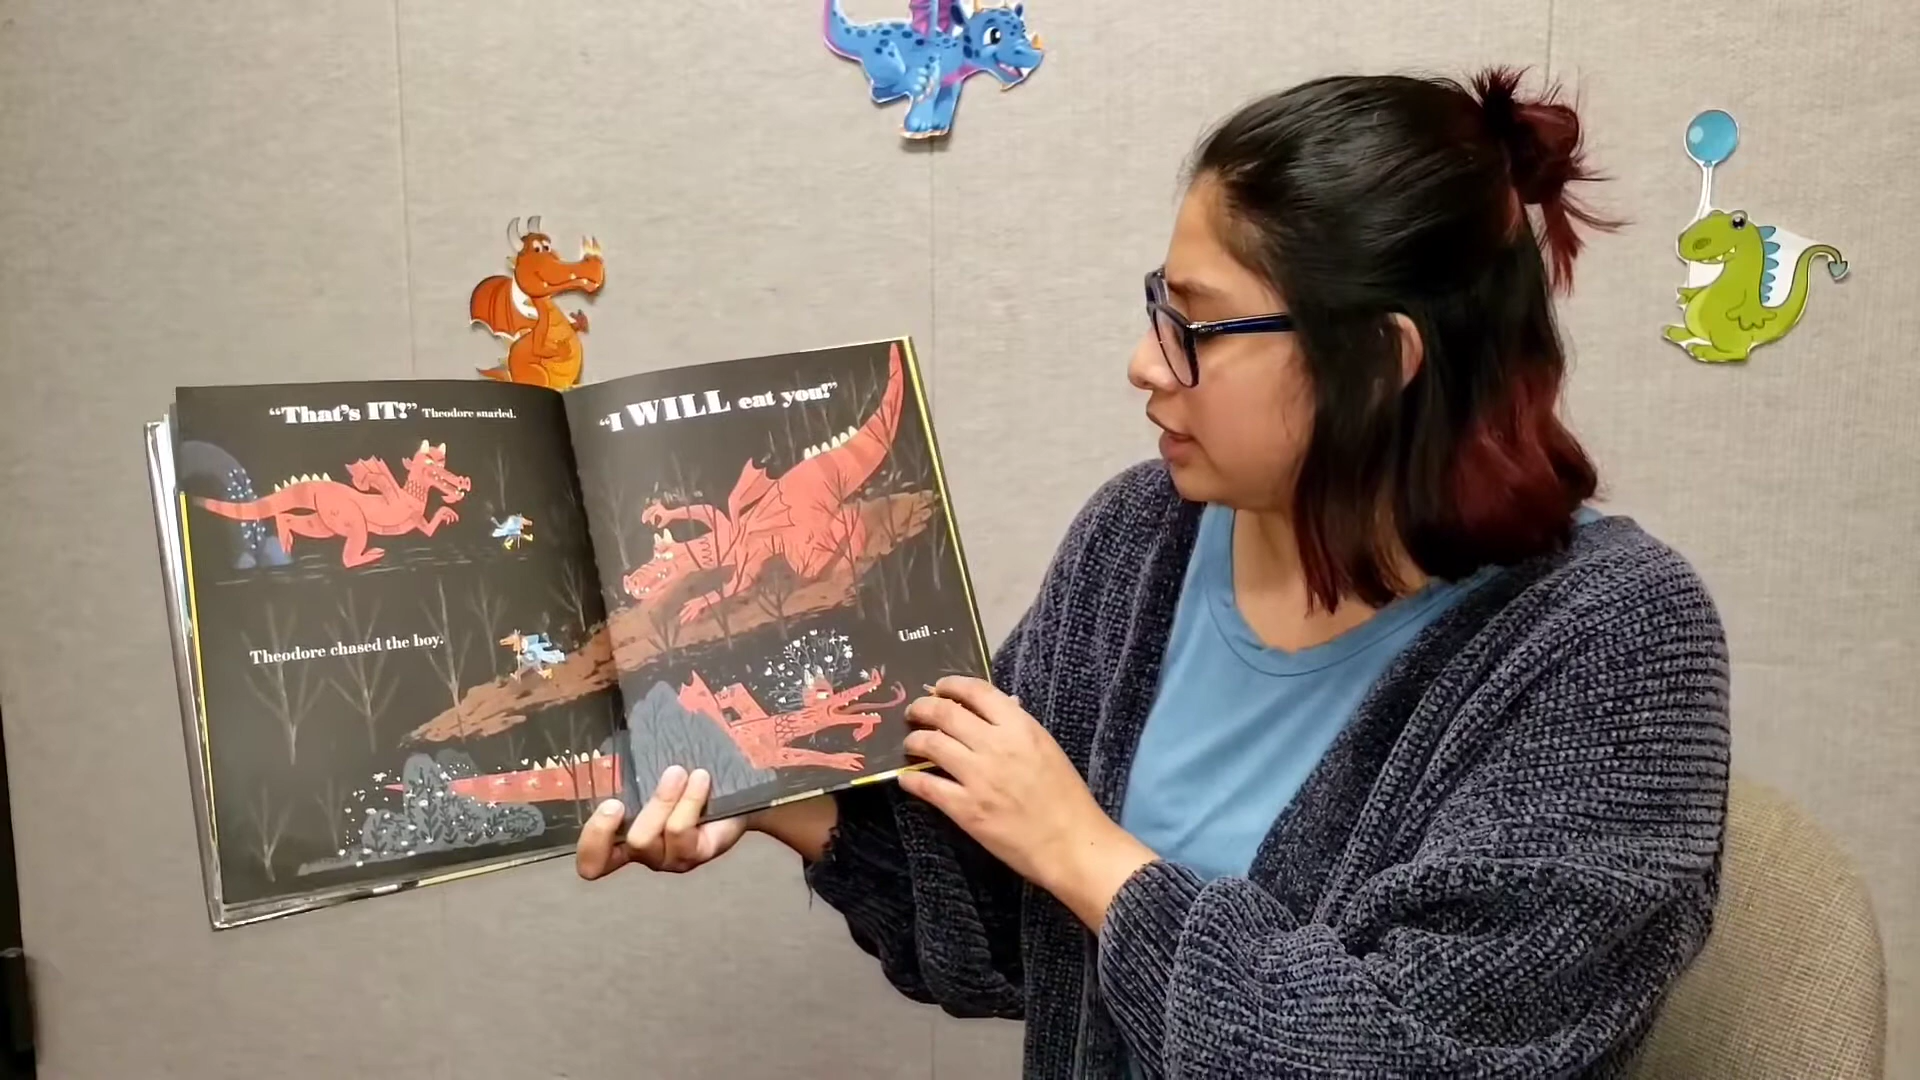 “That’s IT!” Theodore snarled.
Theodore chased the boy.
“I WILL eat you!”
Until . . .